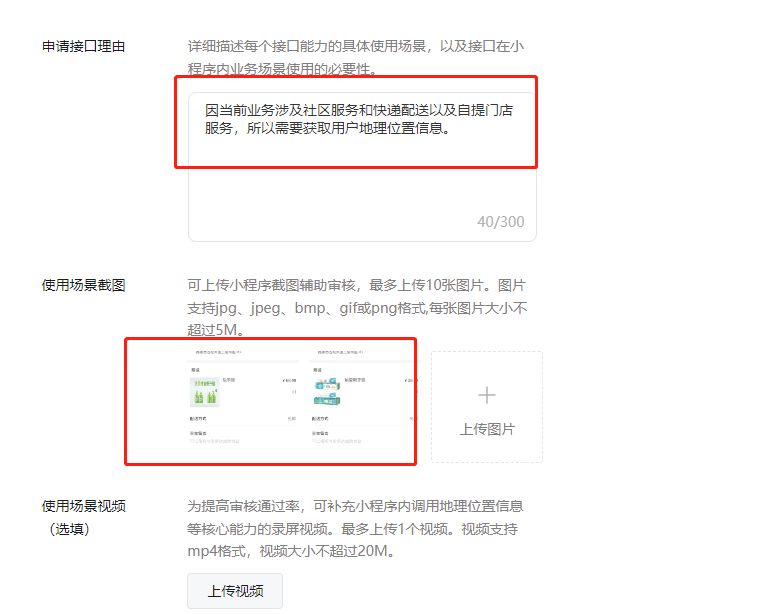 申请接口理由
详细描述每个接口能力的具体使用场景，以及接口在小
程序内业务场景使用的必要性。
因当前业务涉及社区服务和快递配送以及自提门店
服务，所以需要获取用户地理位置信息。
40/300
使用场景截图
可上传小程序截图辅助审核，最多上传10张图片。图片
支持jpg、jpeg、bmp、gif或png格式,每张图片大小不
超过5M。
配送方式
配送方式
上传图片
使用场景视频
（选填）
为提高审核通过率，可补充小程序内调用地理位置信息
等核心能力的录屏视频。最多上传1个视频。视频支持
mp4格式，视频大小不超过20M。
上传视频